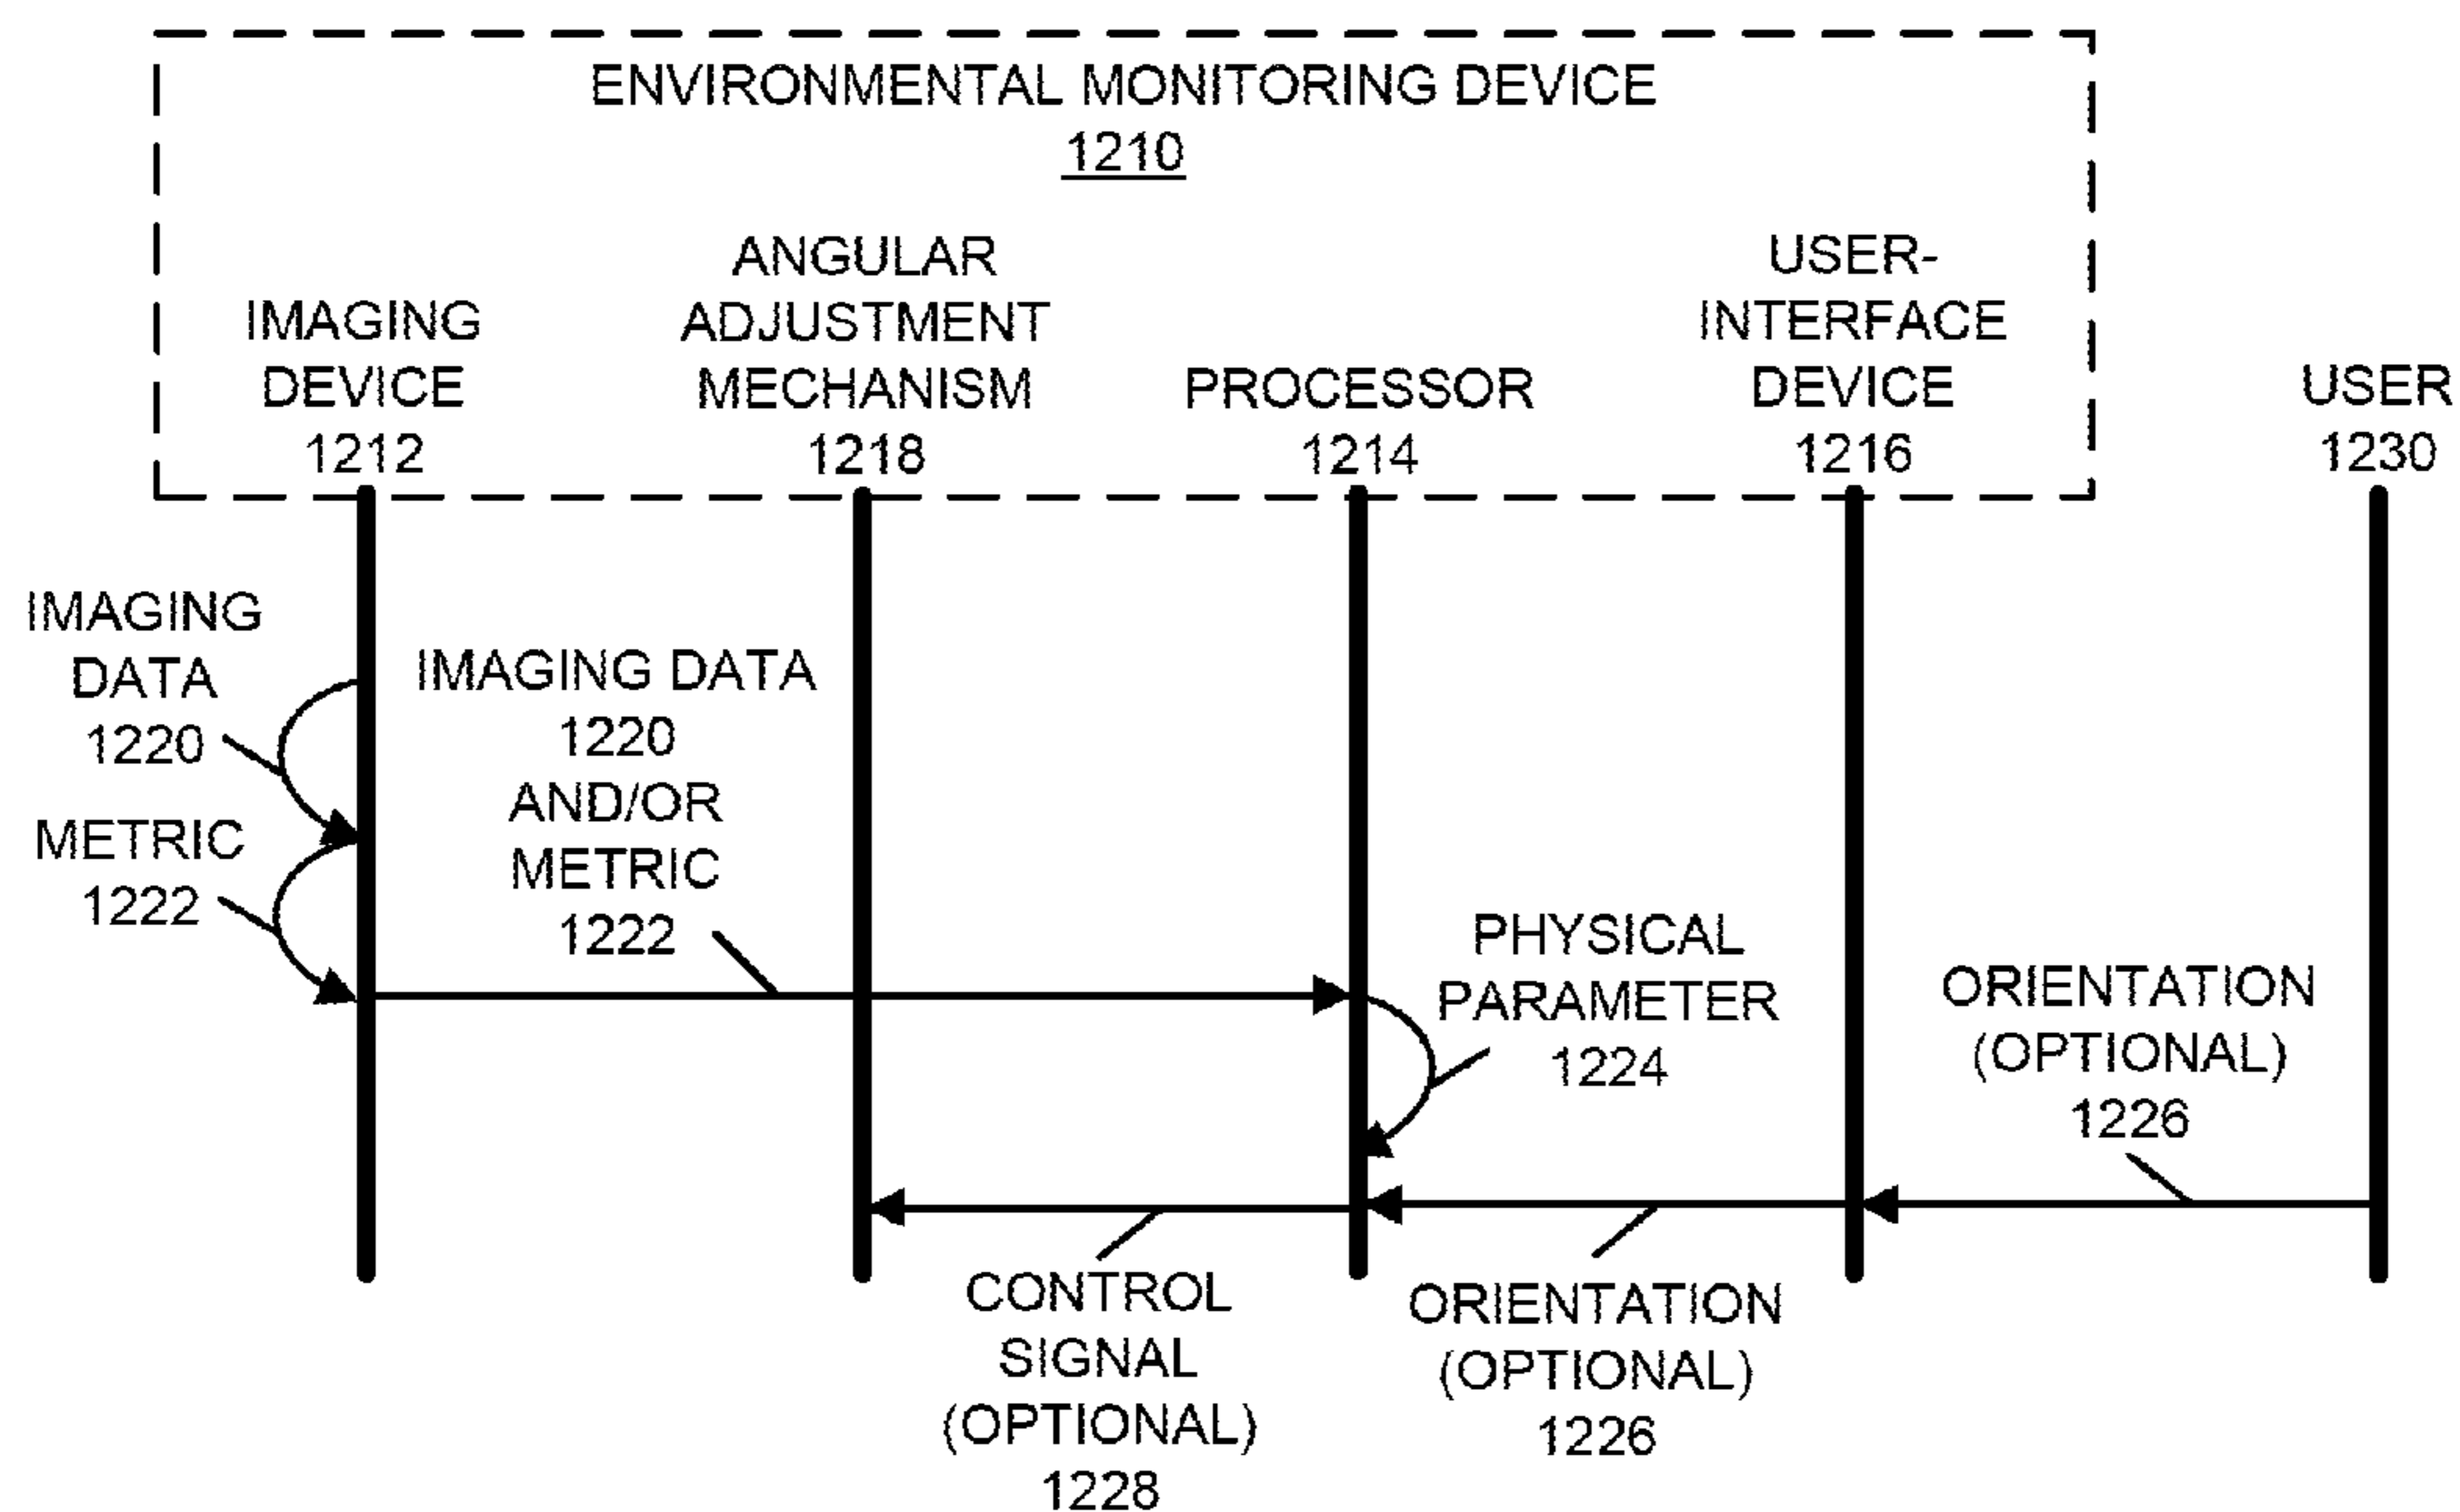 ENVIRONMENTAL MONITORING DEVICE
1210
IMAGING
DEVICE
1212
ANGULAR
ADJUSTMENT
MECHANISM
1218
PROCESSOR
1214
USER-
INTERFACE
DEVICE
1216
USER
1230
IMAGING
DATA
1220
METRIC
1222
IMAGING DATA
1220
AND/OR
METRIC
1222
PHYSICAL
PARAMETER
1224
ORIENTATION
(OPTIONAL)
1226
CONTROL
SIGNAL
(OPTIONAL)
1228
ORIENTATION
(OPTIONAL)
1226